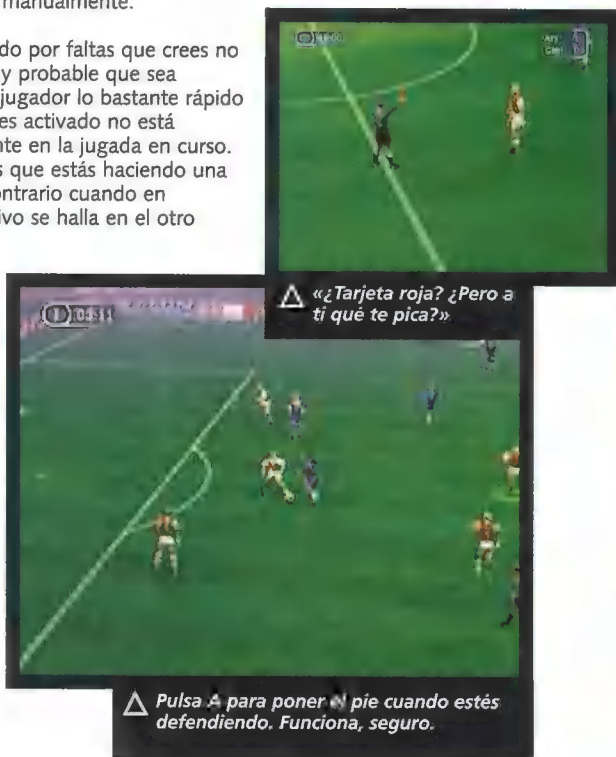 manualmente.
do por faltas que crees no
y probable que sea
jugador lo bastante rápido
es activado no está
nte en la jugada en curso.
s que estás haciendo una
ntrario cuando en
ivo se halla en el otro
«¿Tarjeta roja? ¿Pero a
tí qué te pica?»
Pulsa A para poner el pie cuando estés
defendiendo. Funciona, seguro.